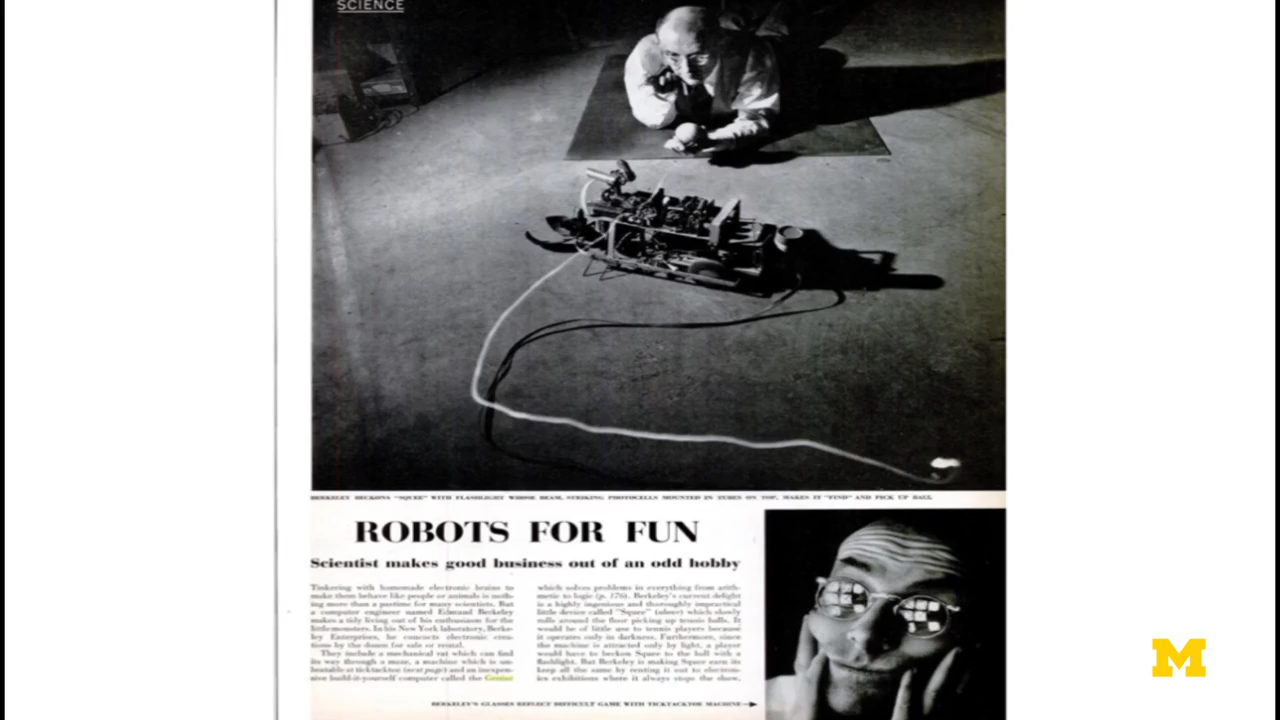 SCIENCE
BERKELEY BECKONS "SQUEE" WITH FLASHLIGHT WHOSE BEAM, STRIKING PHOTOCELLS MOUNTED IN TUBES ON TOP, MAKES IT "FIND" AND PICK UP BALL
ROBOTS FOR FUN
Scientist makes good business out of an odd hobby
Tinkering with homemade electronic brains to
make them behave like people or animals is noth-
ing more than a pastime for many scientists. But
a computer engineer named Edmund Berkeley
makes a tidy living out of his enthusiasm for the
little monsters. In his New York laboratory, Berke-
ley Enterprises, he concocts electronic crea-
tions by the dozen for sale or rental.
They include a mechanical rat which can find
its way through a maze, a machine which is un-
beatable at ticktacktoe (next page) and an inexpen-
sive build-it-yourself computer called the Geniac
which solves problems in everything from arith-
metic to logic (p. 176). Berkeley's current delight
is a highly ingenious and thoroughly impractical
little device called "Squee" (above) which slowly
rolls around the floor picking up tennis balls. It
would be of little use to tennis players because
it operates only in darkness. Furthermore, since
the machine is attracted only by light, a player
would have to beckon Squee to the ball with a
flashlight. But Berkeley is making Squee earn its
keep all the same by renting it out to electron-
ics exhibitions where it always stops the show.
BERKELEY'S GLASSES REFLECT DIFFICULT GAME WITH TICKTACKTOE MACHINE
M